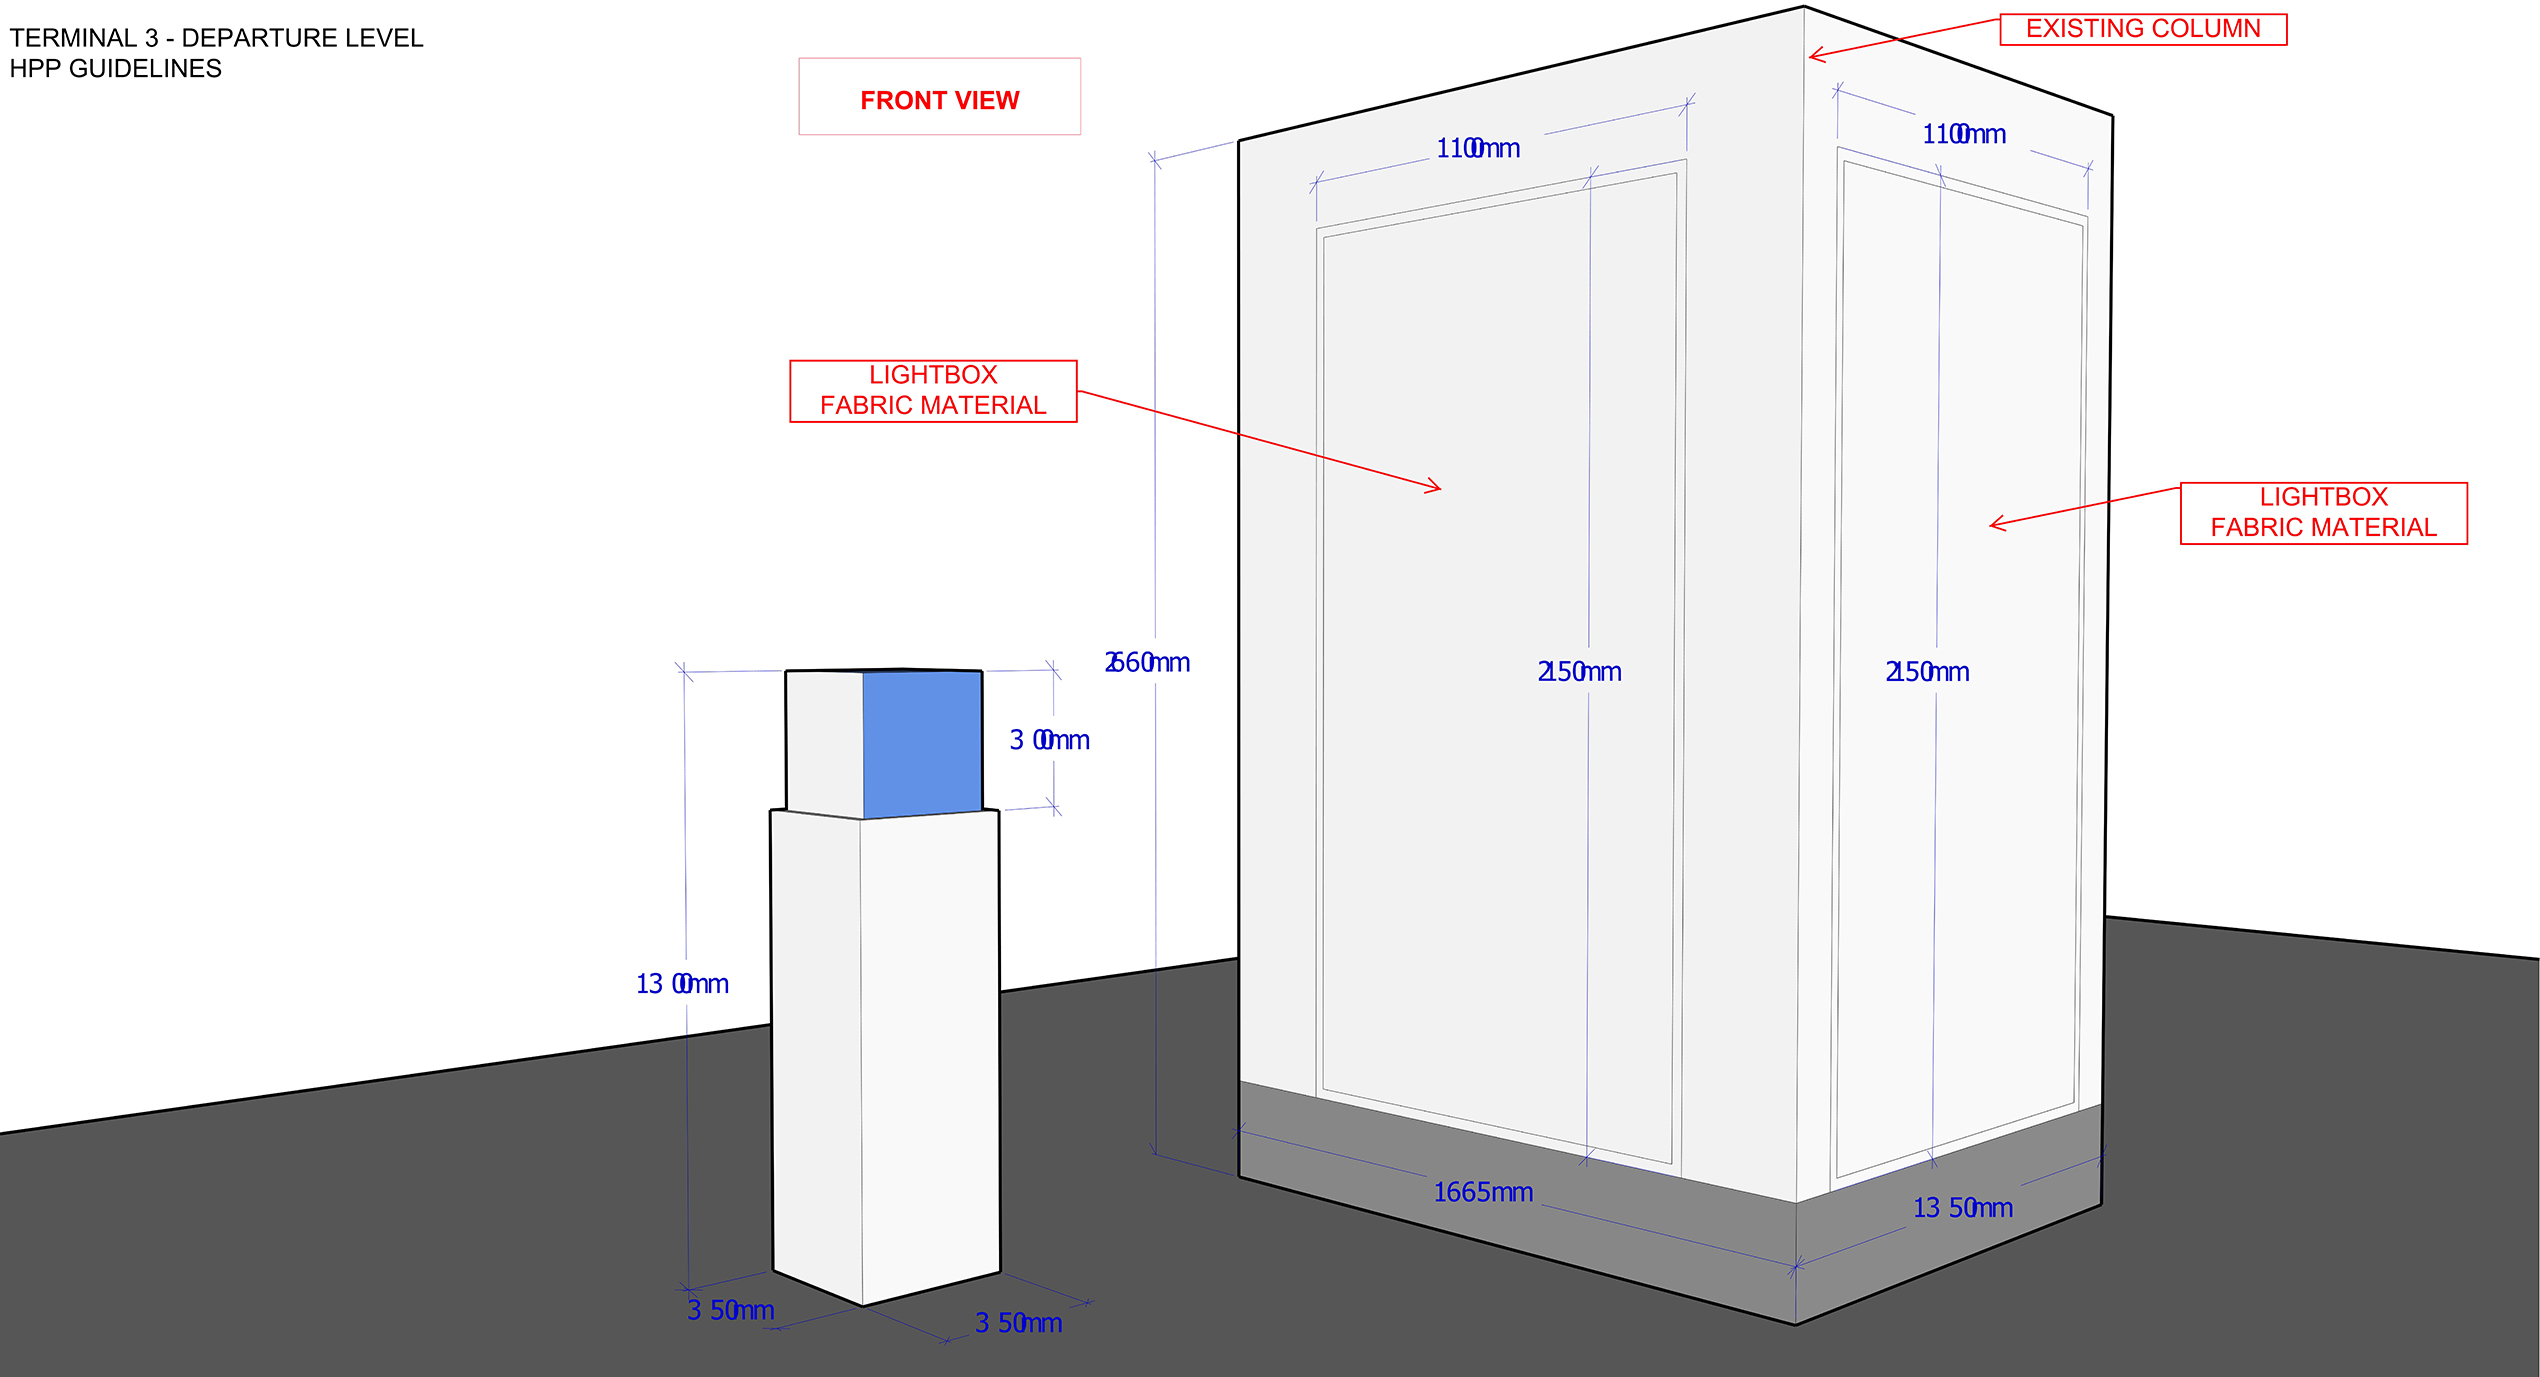 TERMINAL 3 - DEPARTURE LEVEL
HPP GUIDELINES
FRONT VIEW
EXISTING COLUMN
1100mm
1100mm
LIGHTBOX
FABRIC MATERIAL
LIGHTBOX
FABRIC MATERIAL
2660mm
2150mm
2150mm
300mm
1300mm
1665mm
1350mm
350mm
350mm